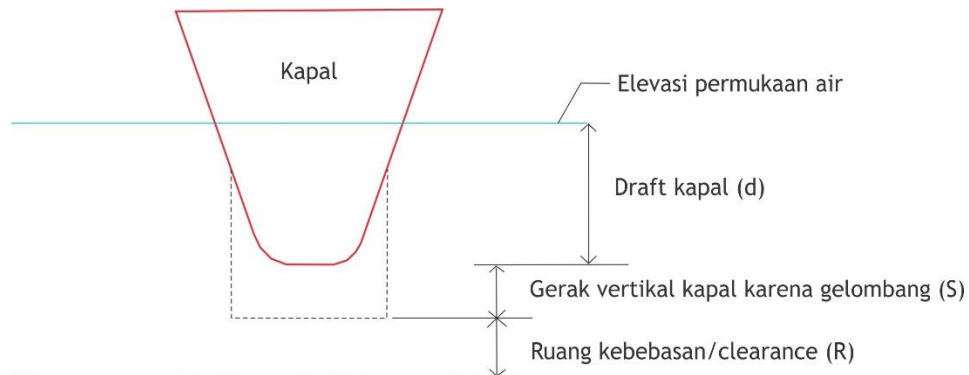 Kapal
Elevasi permukaan air
Draft kapal (d)
Gerak vertikal kapal karena gelombang (S)
Ruang kebebasan/clearance (R)